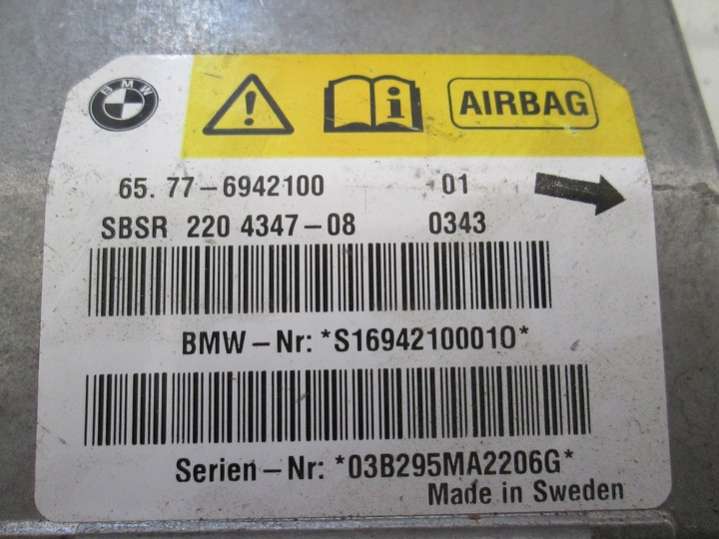 BMW
AIRBAG
65. 77-6942100 01
SBSR 220 4347-08 0343
BMW-Nr: *S16942100010*
Serien-Nr: *03B295MA2206G*
Made in Sweden